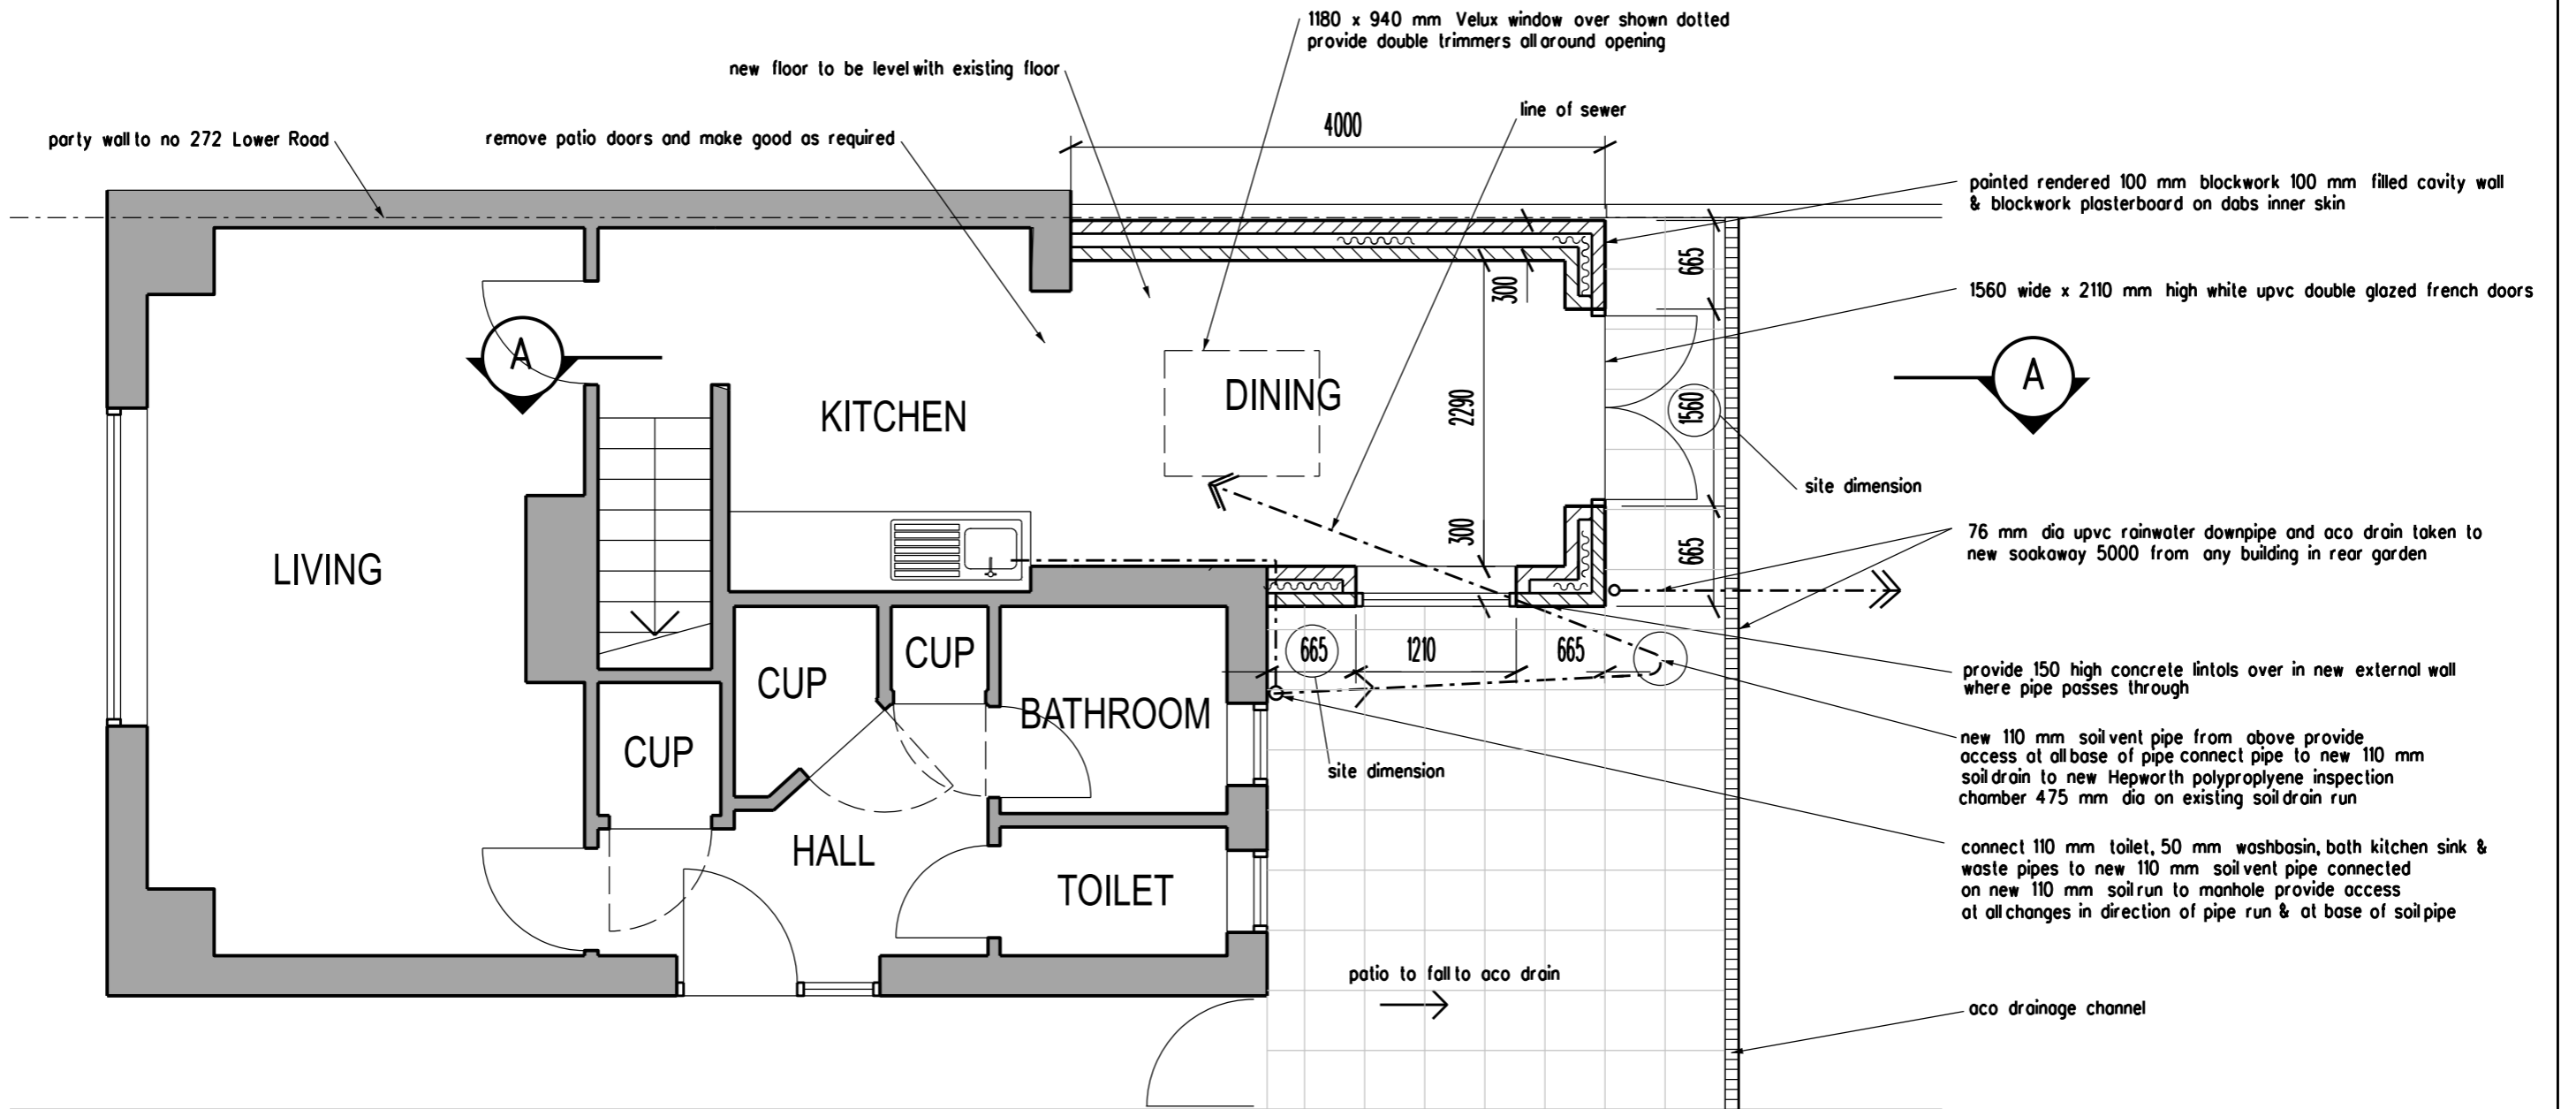 1180 x 940 mm Velux window over shown dotted
provide double trimmers all around opening
new floor to be level with existing floor
line of sewer
party wall to no 272 Lower Road
remove patio doors and make good as required
4000
painted rendered 100 mm blockwork 100 mm filled cavity wall
& blockwork plasterboard on dabs inner skin
665
300
1560 wide x 2110 mm high white upvc double glazed french doors
A
A
KITCHEN
DINING
2290
1560
site dimension
LIVING
300
665
76 mm dia upvc rainwater downpipe and aco drain taken to
new soakaway 5000 from any building in rear garden
CUP
CUP
665
1210
665
provide 150 high concrete lintols over in new external wall
where pipe passes through
BATHROOM
CUP
site dimension
new 110 mm soil vent pipe from above provide
access at all base of pipe connect pipe to new 110 mm
soil drain to new Hepworth polyproplyene inspection
chamber 475 mm dia on existing soil drain run
HALL
TOILET
connect 110 mm toilet, 50 mm washbasin, bath kitchen sink &
waste pipes to new 110 mm soil vent pipe connected
on new 110 mm soil run to manhole provide access
at all changes in direction of pipe run & at base of soil pipe
patio to fall to aco drain
aco drainage channel